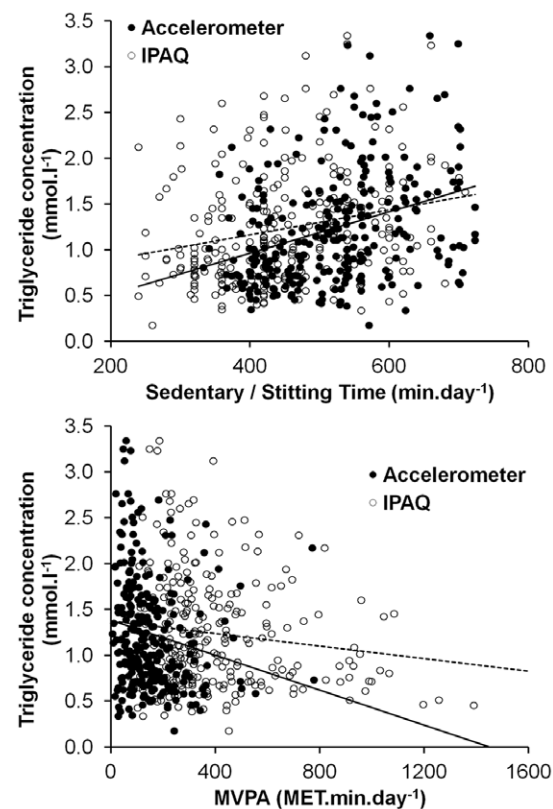 Accelerometer
IPAQ
Triglyceride concentration
(mmol.l-1)
3.5
3.0
2.5
2.0
1.5
1.0
0.5
0.0
200 400 600 800
Sedentary / Stitting Time (min.day-1)
Accelerometer
IPAQ
Triglyceride concentration
(mmol.l-1)
3.5
3.0
2.5
2.0
1.5
1.0
0.5
0.0
0 400 800 1200 1600
MVPA (MET.min.day-1)